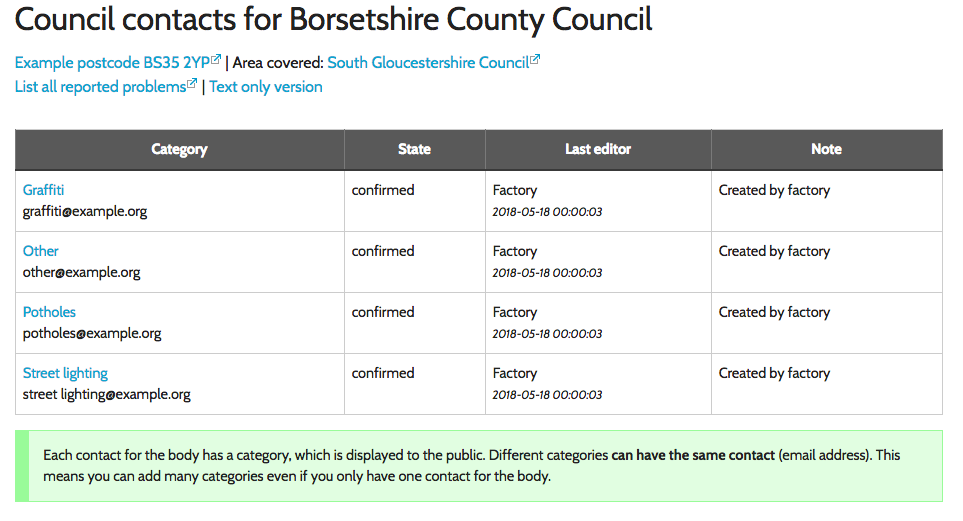 Council contacts for Borsetshire County Council
Example postcode BS35 2YP | Area covered: South Gloucestershire Council
List all reported problems | Text only version
Category State Last editor Note
Graffiti confirmed Factory Created by factory
graffiti@example.org 2018-05-18 00:00:03
Other confirmed Factory Created by factory
other@example.org 2018-05-18 00:00:03
Potholes confirmed Factory Created by factory
potholes@example.org 2018-05-18 00:00:03
Street lighting confirmed Factory Created by factory
street lighting@example.org 2018-05-18 00:00:03
Each contact for the body has a category, which is displayed to the public. Different categories can have the same contact (email address). This
means you can add many categories even if you only have one contact for the body.